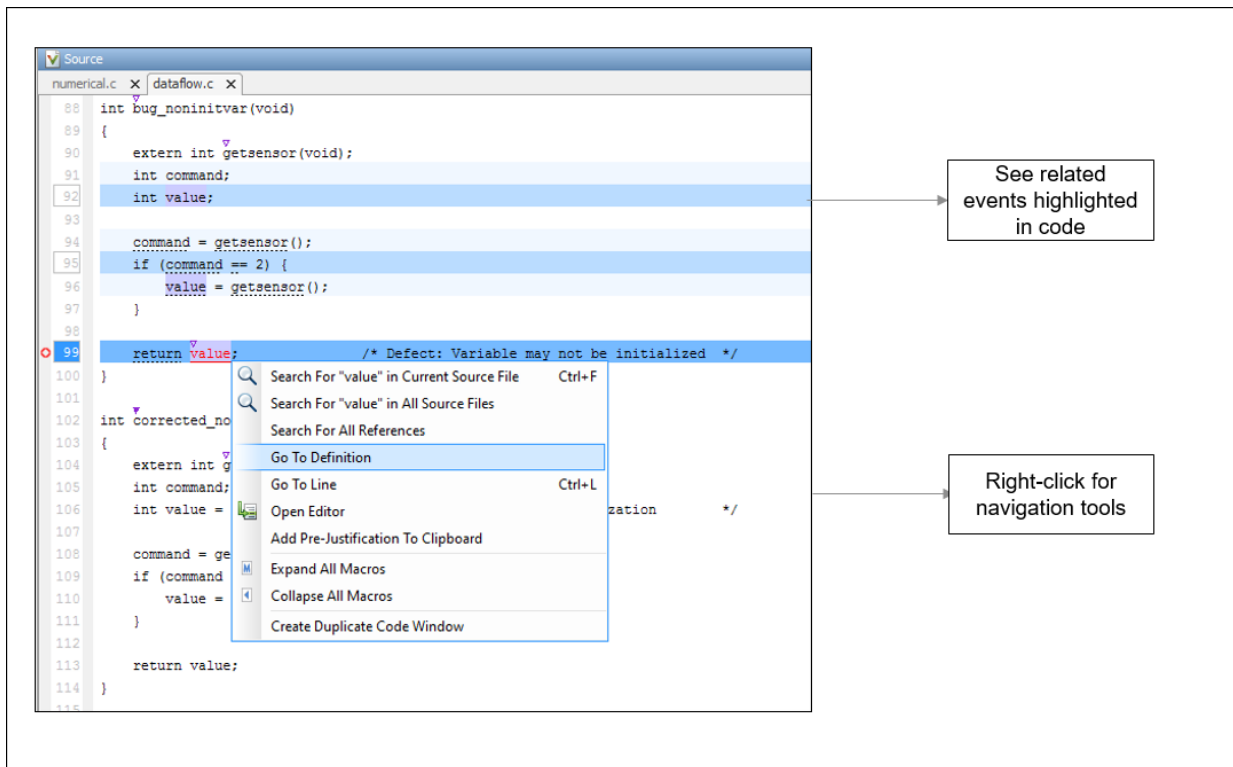 Source
numerical.c X dataflow.c X
88 int bug_noninitvar(void)
89 {
90 extern int getsensor(void);
91 int command;
92 int value;
93
94 command = getsensor();
95 if (command == 2) {
96 value = getsensor();
97 }
98
99 return value; /* Defect: Variable may not be initialized */
100 }
101
102 int corrected_no
103 {
104 extern int g
105 int command;
106 int value = zation */
107
108 command = ge
109 if (command
110 value =
111 }
112
113 return value;
114 }
115
Search For "value" in Current Source File Ctrl+F
Search For "value" in All Source Files
Search For All References
Go To Definition
Go To Line Ctrl+L
Open Editor
Add Pre-Justification To Clipboard
M Expand All Macros
Collapse All Macros
Create Duplicate Code Window
See related
events highlighted
in code
Right-click for
navigation tools